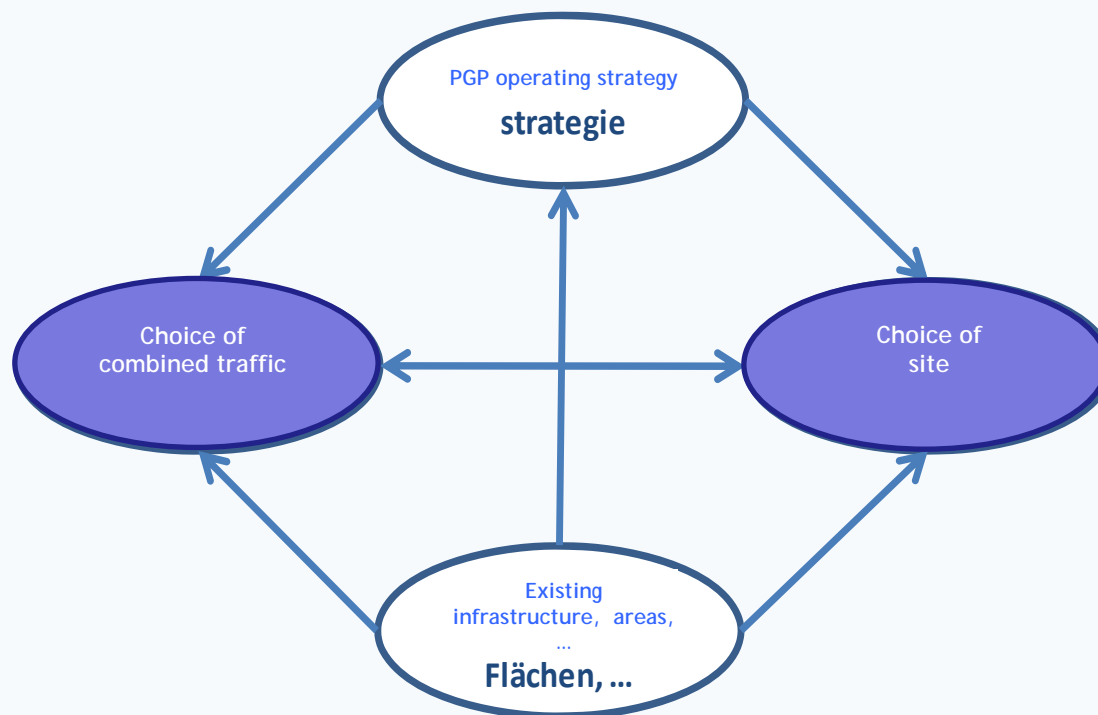 PGP operating strategy
strategie
Choice of
combined traffic
Choice of
site
Existing
infrastructure, areas,
...
Flächen, ...